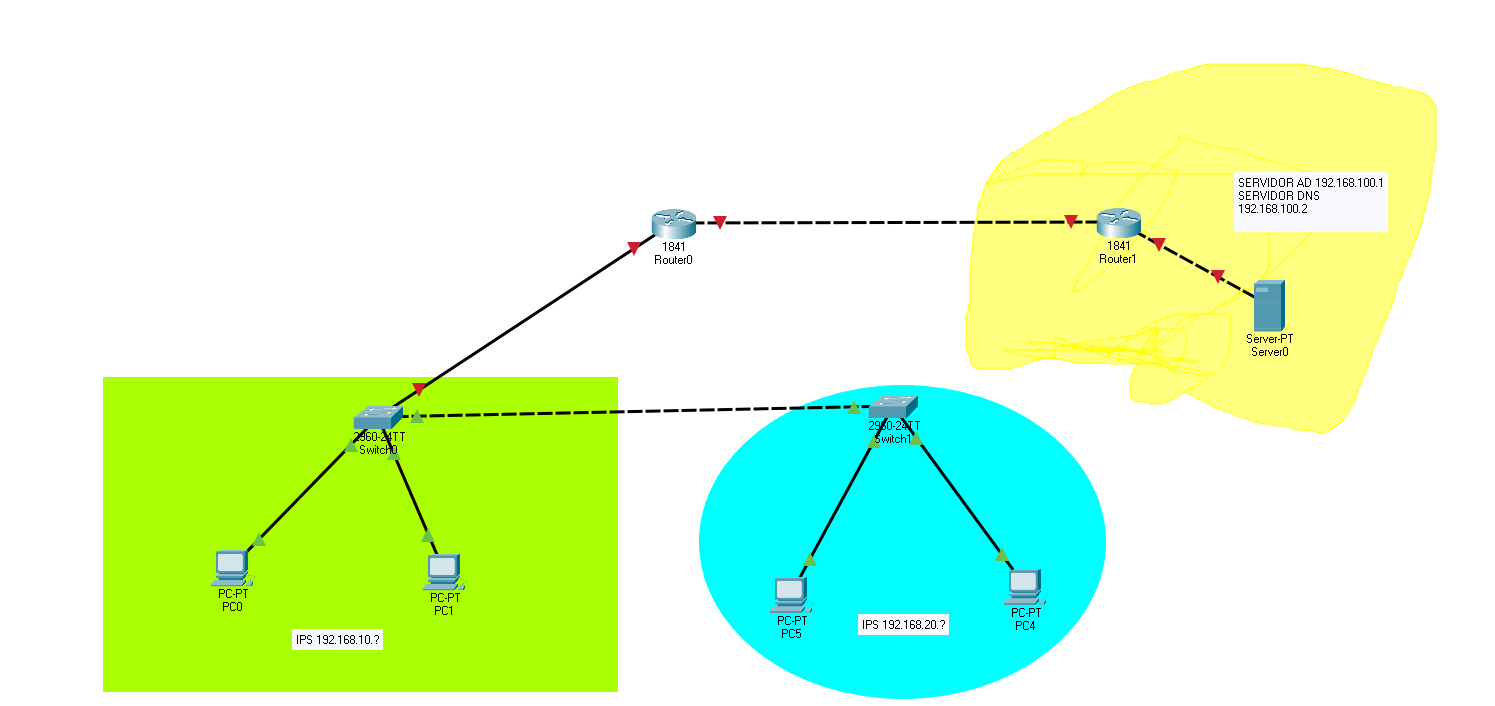 1841
Router0
1841
Router1
SERVIDOR AD 192.168.100.1
SERVIDOR DNS
192.168.100.2
Server-PT
Server0
2960-24TT
Switch0
2960-24TT
Switch1
PC-PT
PC0
PC-PT
PC1
IPS 192.168.10.?
PC-PT
PC5
IPS 192.168.20.?
PC-PT
PC4